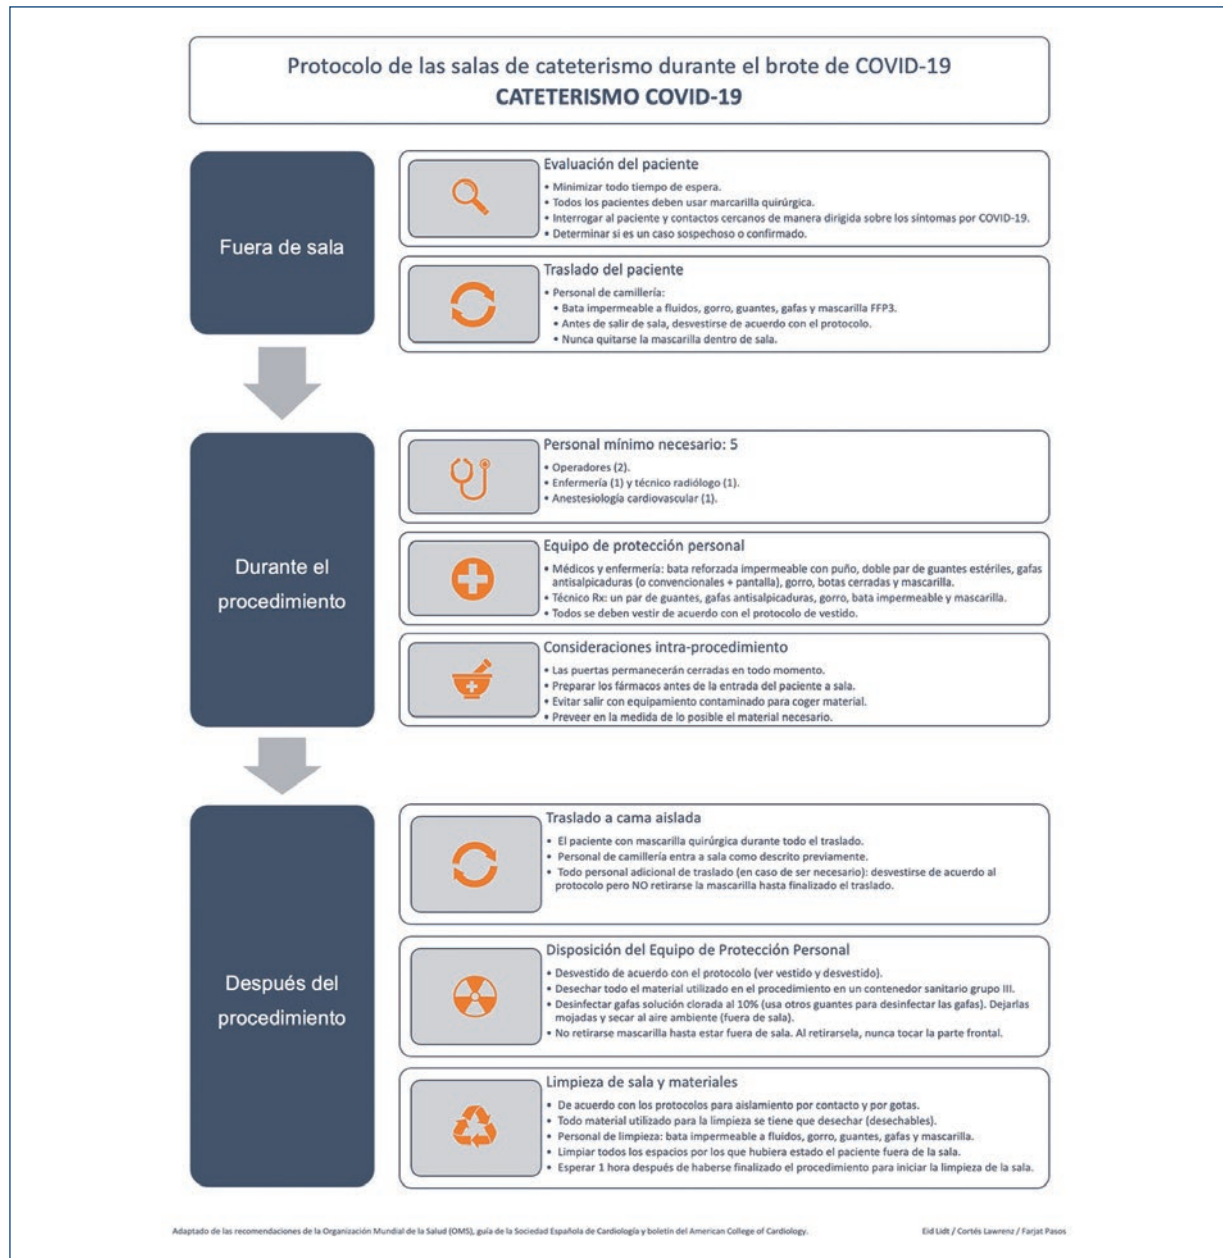 Protocolo de las salas de cateterismo durante el brote de COVID-19
CATETERISMO COVID-19
Fuera de sala
Evaluación del paciente
• Minimizar todo tiempo de espera.
• Todos los pacientes deben usar marcarilla quirúrgica.
• Interrogar al paciente y contactos cercanos de manera dirigida sobre los síntomas por COVID-19.
• Determinar si es un caso sospechoso o confirmado.
Traslado del paciente
• Personal de camillería:
• Bata impermeable a fluidos, gorro, guantes, gafas y mascarilla FFP3.
• Antes de salir de sala, desvestirse de acuerdo con el protocolo.
• Nunca quitarse la mascarilla dentro de sala.
Durante el
procedimiento
Personal mínimo necesario: 5
• Operadores (2).
• Enfermería (1) y técnico radiólogo (1).
• Anestesiología cardiovascular (1).
Equipo de protección personal
• Médicos y enfermería: bata reforzada impermeable con puño, doble par de guantes estériles, gafas
antisalpicaduras (o convencionales + pantalla), gorro, botas cerradas y mascarilla.
• Técnico Rx: un par de guantes, gafas antisalpicaduras, gorro, bata impermeable y mascarilla.
• Todos se deben vestir de acuerdo con el protocolo de vestido.
Consideraciones intra-procedimiento
• Las puertas permanecerán cerradas en todo momento.
• Preparar los fármacos antes de la entrada del paciente a sala.
• Evitar salir con equipamiento contaminado para coger material.
• Preveer en la medida de lo posible el material necesario.
Después del
procedimiento
Traslado a cama aislada
• El paciente con mascarilla quirúrgica durante todo el traslado.
• Personal de camillería entra a sala como descrito previamente.
• Todo personal adicional de traslado (en caso de ser necesario): desvestirse de acuerdo al
protocolo pero NO retirarse la mascarilla hasta finalizado el traslado.
Disposición del Equipo de Protección Personal
• Desvestido de acuerdo con el protocolo (ver vestido y desvestido).
• Desechar todo el material utilizado en el procedimiento en un contenedor sanitario grupo III.
• Desinfectar gafas solución clorada al 10% (usa otros guantes para desinfectar las gafas). Dejarlas
mojadas y secar al aire ambiente (fuera de sala).
• No retirarse mascarilla hasta estar fuera de sala. Al retirarsela, nunca tocar la parte frontal.
Limpieza de sala y materiales
• De acuerdo con los protocolos para aislamiento por contacto y por gotas.
• Todo material utilizado para la limpieza se tiene que desechar (desechables).
• Personal de limpieza: bata impermeable a fluidos, gorro, guantes, gafas y mascarilla.
• Limpiar todos los espacios por los que hubiera estado el paciente fuera de la sala.
• Esperar 1 hora después de haberse finalizado el procedimiento para iniciar la limpieza de la sala.
Adaptado de las recomendaciones de la Organización Mundial de la Salud (OMS), guía de la Sociedad Española de Cardiología y boletín del American College of Cardiology.
Eid Lidt / Cortés Lawrenz / Farjat Pasos